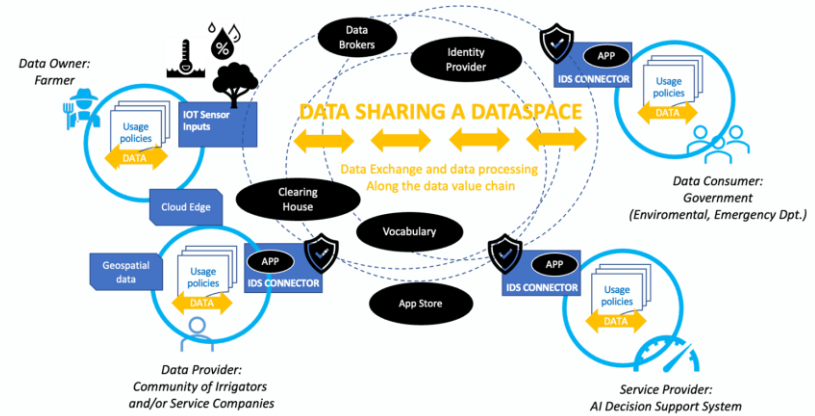 Data Owner:
Farmer
Usage
policies
DATA
IOT Sensor
Inputs
%
Cloud Edge
Geospatial
data
Usage
policies
DATA
APP
IDS CONNECTOR
Data Provider:
Community of Irrigators
and/or Service Companies
Data
Brokers
Identity
Provider
DATA SHARING A DATASPACE
Data Exchange and data processing
Along the data value chain
Clearing
House
Vocabulary
App Store
APP
IDS CONNECTOR
Usage
policies
DATA
Data Consumer:
Government
(Enviromental, Emergency Dpt.)
APP
IDS CONNECTOR
Usage
policies
DATA
Service Provider:
AI Decision Support System